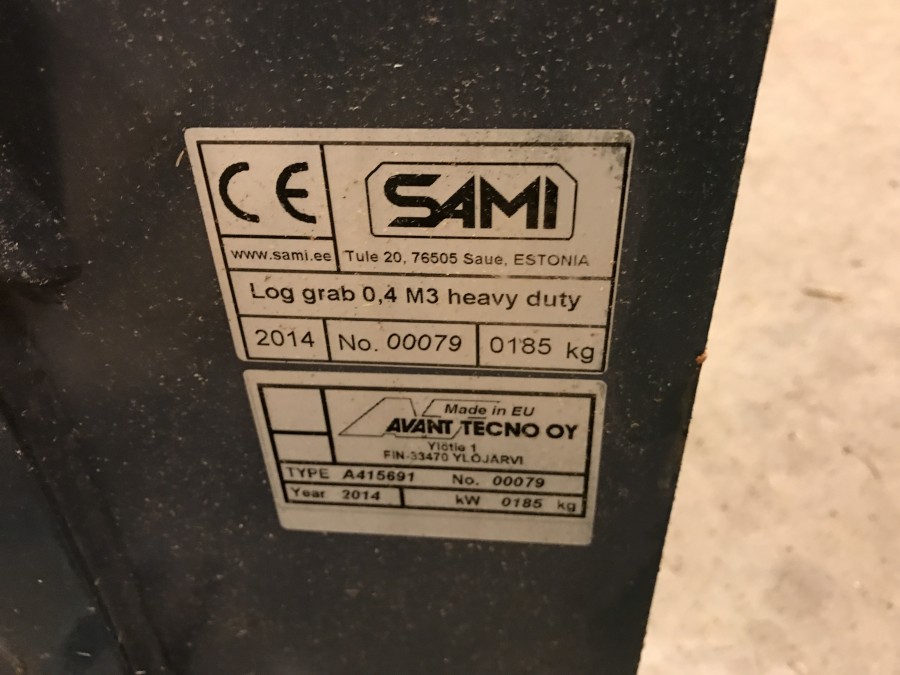 CE
SAMI
www.sami.ee Tule 20, 76505 Saue, ESTONIA
Log grab 0,4 M3 heavy duty
2014 No. 00079 0185 kg
Made in EU
AVANT TECNO OY
Ylötie 1
FIN-33470 YLÖJÄRVI
TYPE A415691 No. 00079
Year 2014 kW 0185 kg